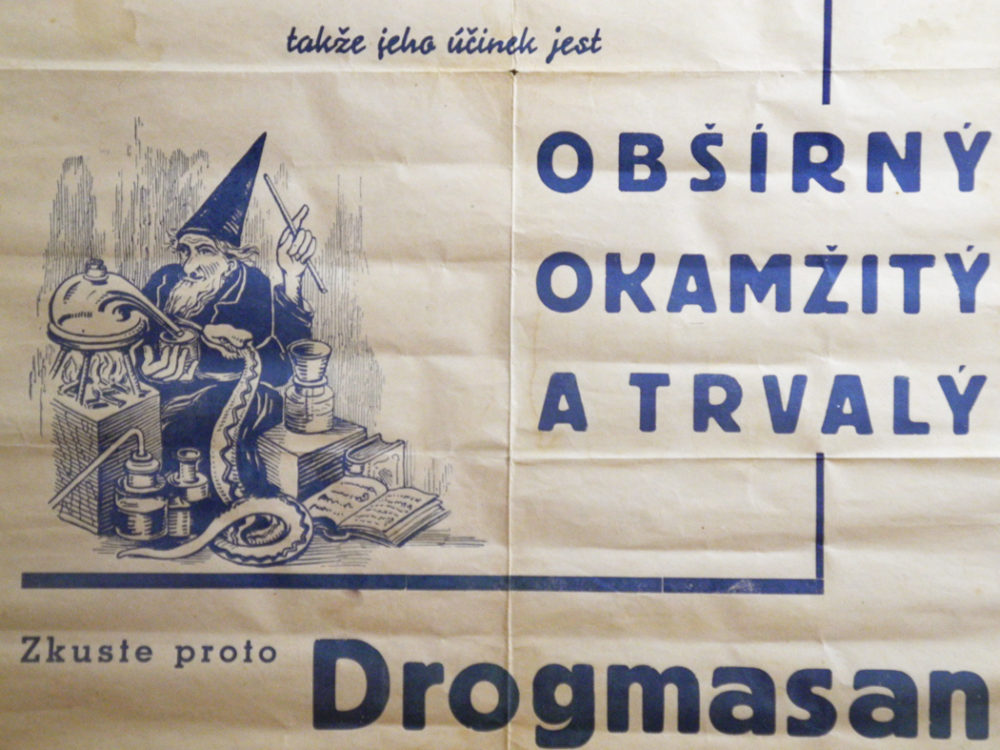 takže jeho účinek jest
OBŠÍRNÝ
OKAMŽITÝ
A TRVALÝ
Zkuste proto
Drogmasan